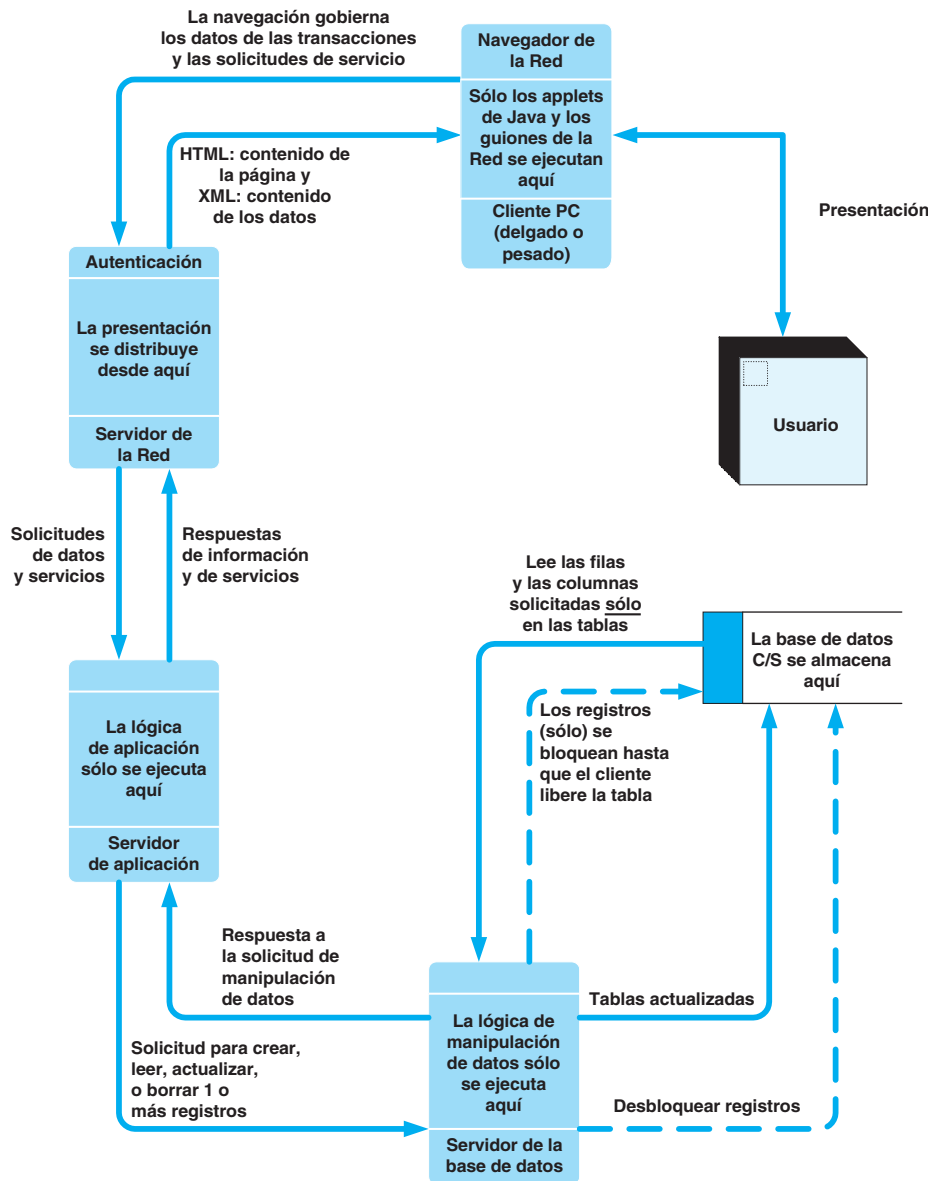 La navegación gobierna
los datos de las transacciones
y las solicitudes de servicio
Navegador de
la Red
Sólo los applets
de Java y los
guiones de la
Red se ejecutan
aquí
Cliente PC
(delgado o
pesado)
HTML: contenido de
la página y
XML: contenido
de los datos
Presentación
Usuario
Autenticación
La presentación
se distribuye
desde aquí
Servidor de
la Red
Solicitudes
de datos
y servicios
Respuestas
de información
y de servicios
Lee las filas
y las columnas
solicitadas sólo
en las tablas
La base de datos
C/S se almacena
aquí
Los registros
(sólo) se
bloquean hasta
que el cliente
libere la tabla
La lógica
de aplicación
sólo se ejecuta
aquí
Servidor
de aplicación
Respuesta a
la solicitud de
manipulación
de datos
Tablas actualizadas
La lógica de
manipulación
de datos sólo
se ejecuta
aquí
Servidor de la
base de datos
Solicitud para crear,
leer, actualizar,
o borrar 1 o
más registros
Desbloquear registros